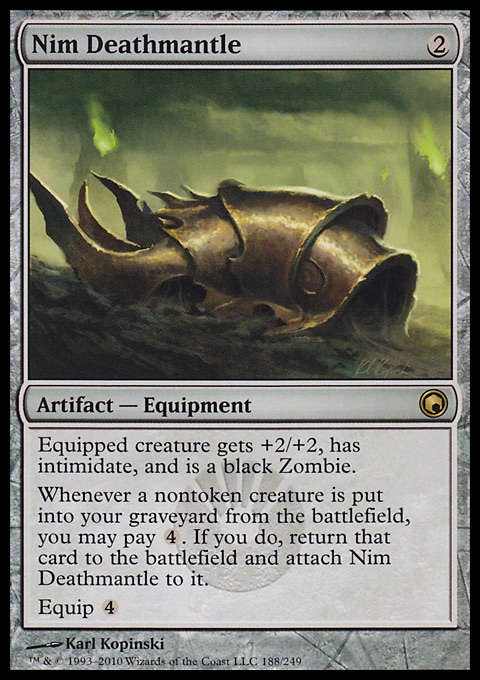 Nim Deathmantle 2
Artifact — Equipment
Equipped creature gets +2/+2, has
intimidate, and is a black Zombie.
Whenever a nontoken creature is put
into your graveyard from the battlefield,
you may pay 4. If you do, return that
card to the battlefield and attach Nim
Deathmantle to it.
Equip 4
Karl Kopinski
™ & © 1993–2010 Wizards of the Coast LLC 188/249